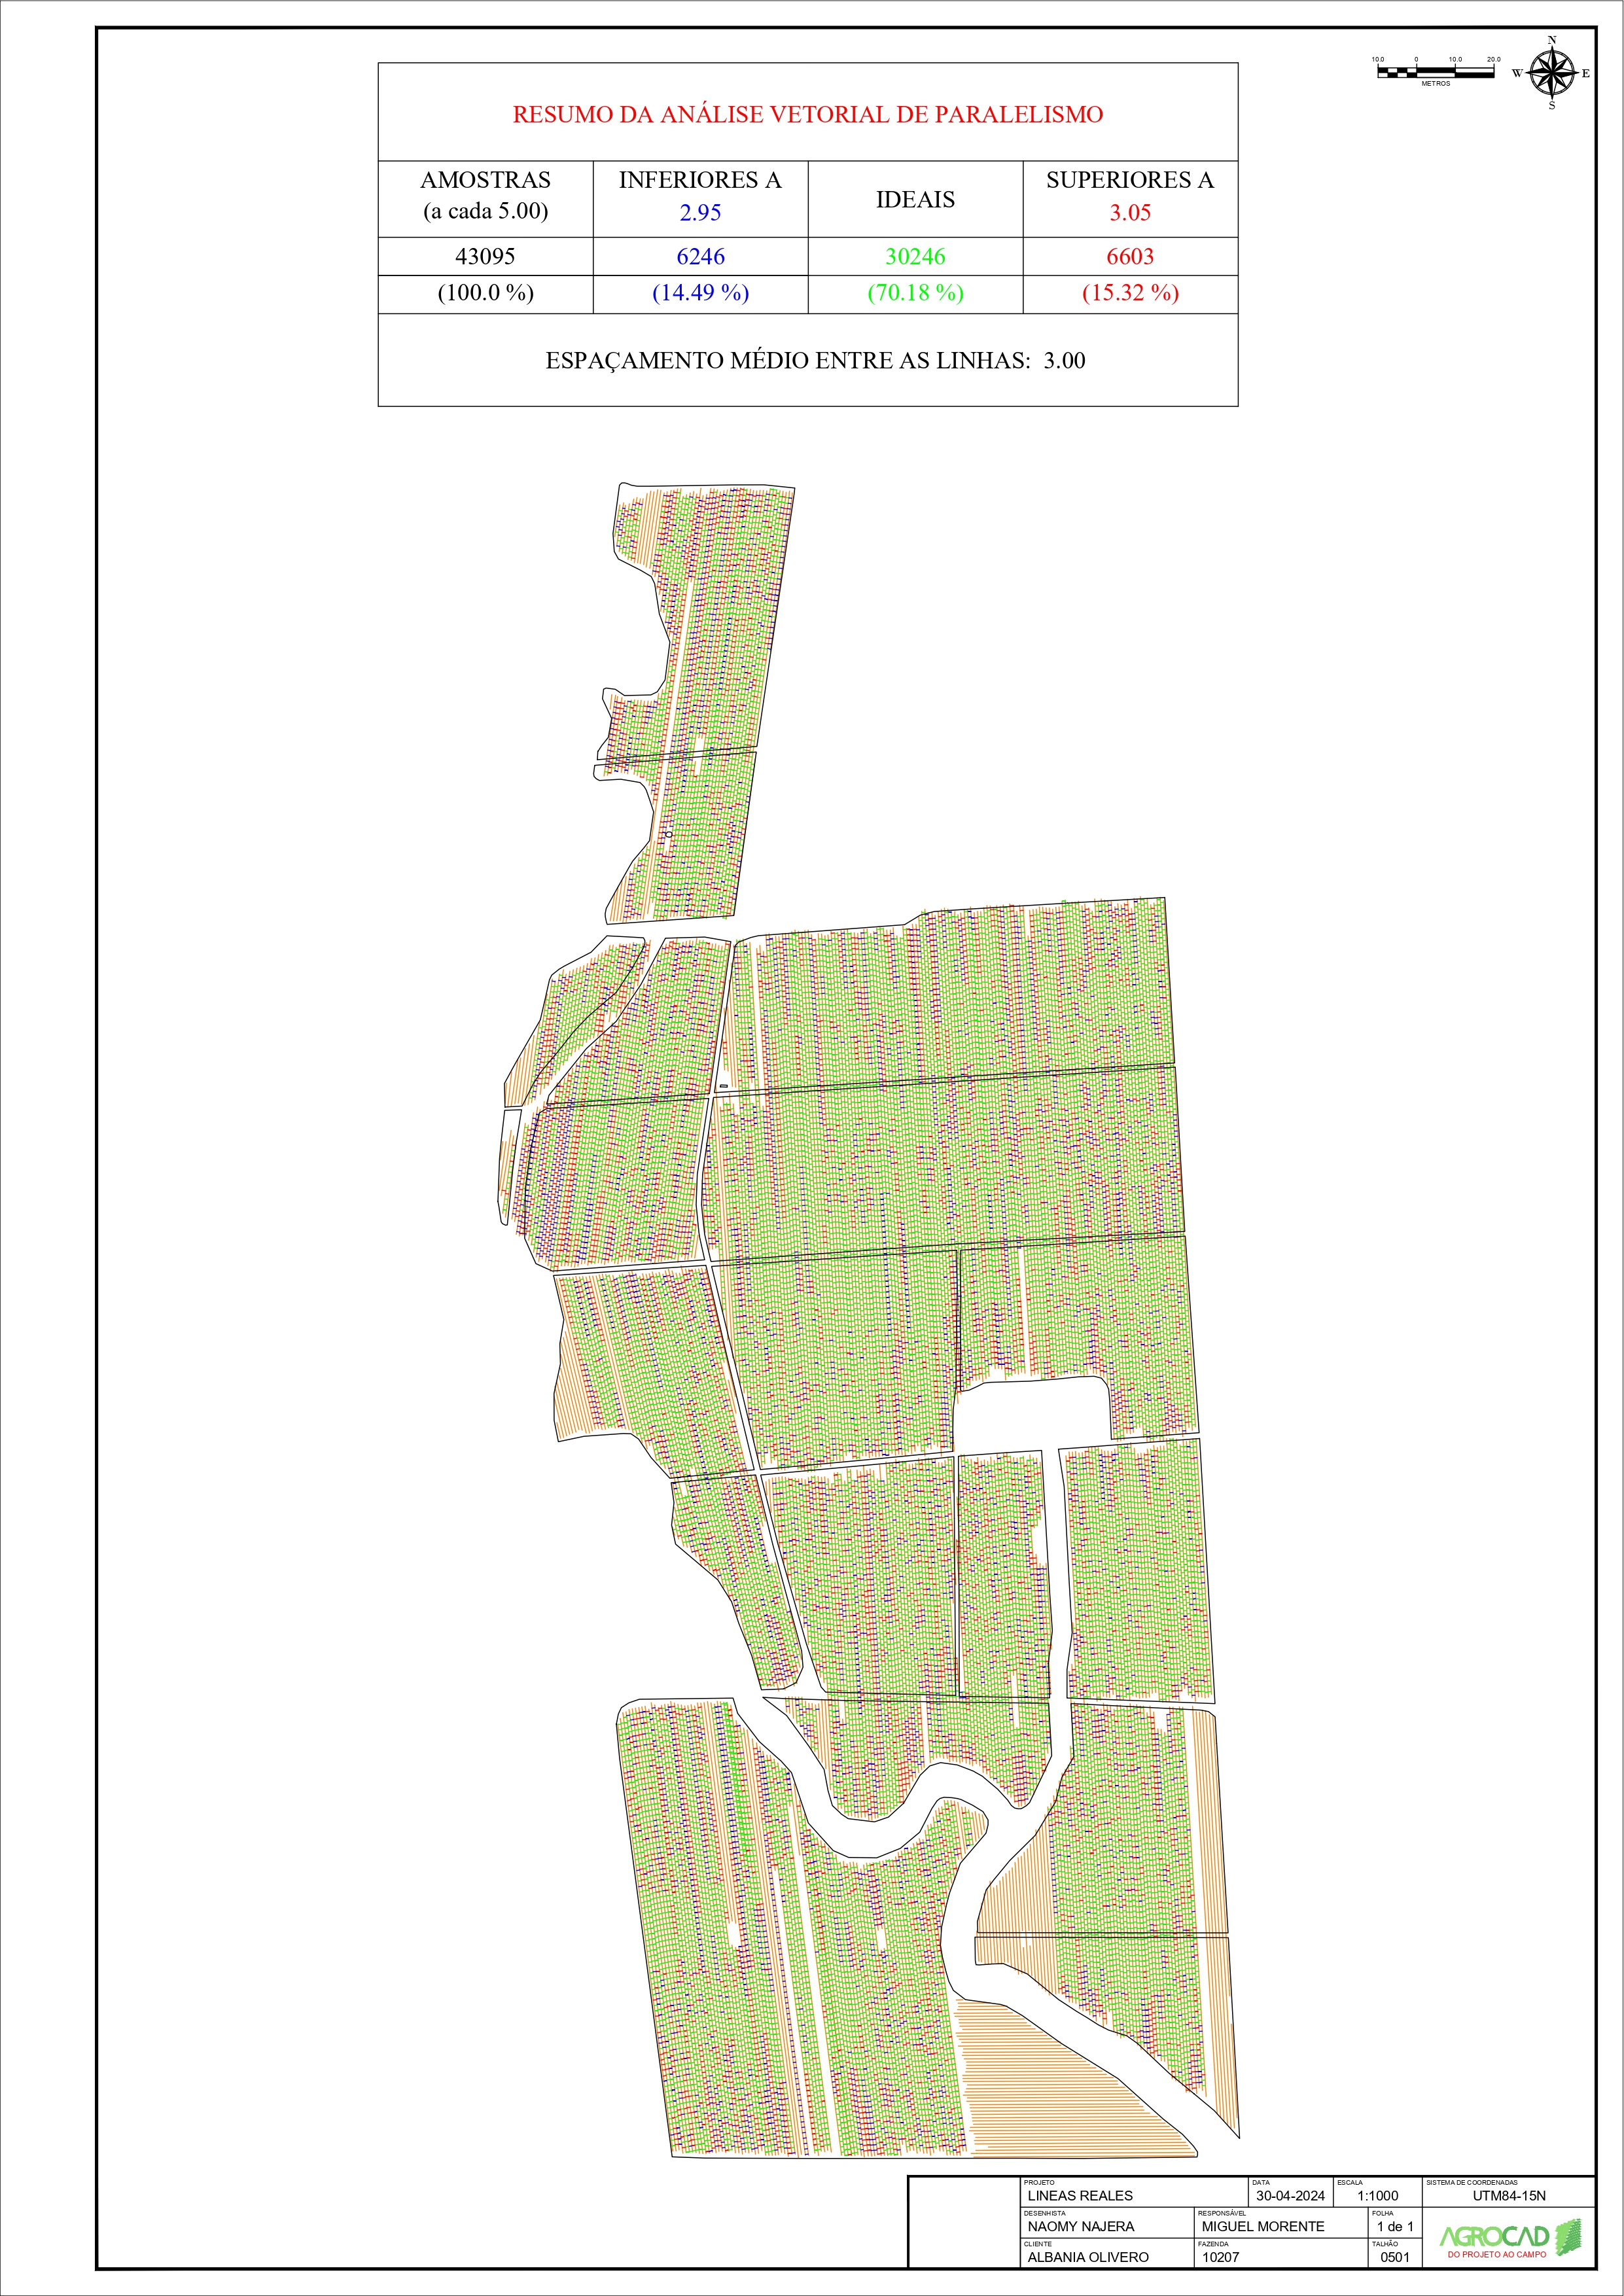 N
10.0 0 10.0 20.0
W E
METROS
S
RESUMO DA ANÁLISE VETORIAL DE PARALELISMO
AMOSTRAS INFERIORES A IDEAIS SUPERIORES A
(a cada 5.00) 2.95 3.05
43095 6246 30246 6603
(100.0 %) (14.49 %) (70.18 %) (15.32 %)
ESPAÇAMENTO MÉDIO ENTRE AS LINHAS: 3.00
PROJETO DATA ESCALA SISTEMA DE COORDENADAS
LINEAS REALES 30-04-2024 1:1000 UTM84-15N
DESENHISTA RESPONSÁVEL FOLHA
NAOMY NAJERA MIGUEL MORENTE 1 de 1
CLIENTE FAZENDA TALHÃO
ALBANIA OLIVERO 10207 0501
AGROCAD
DO PROJETO AO CAMPO